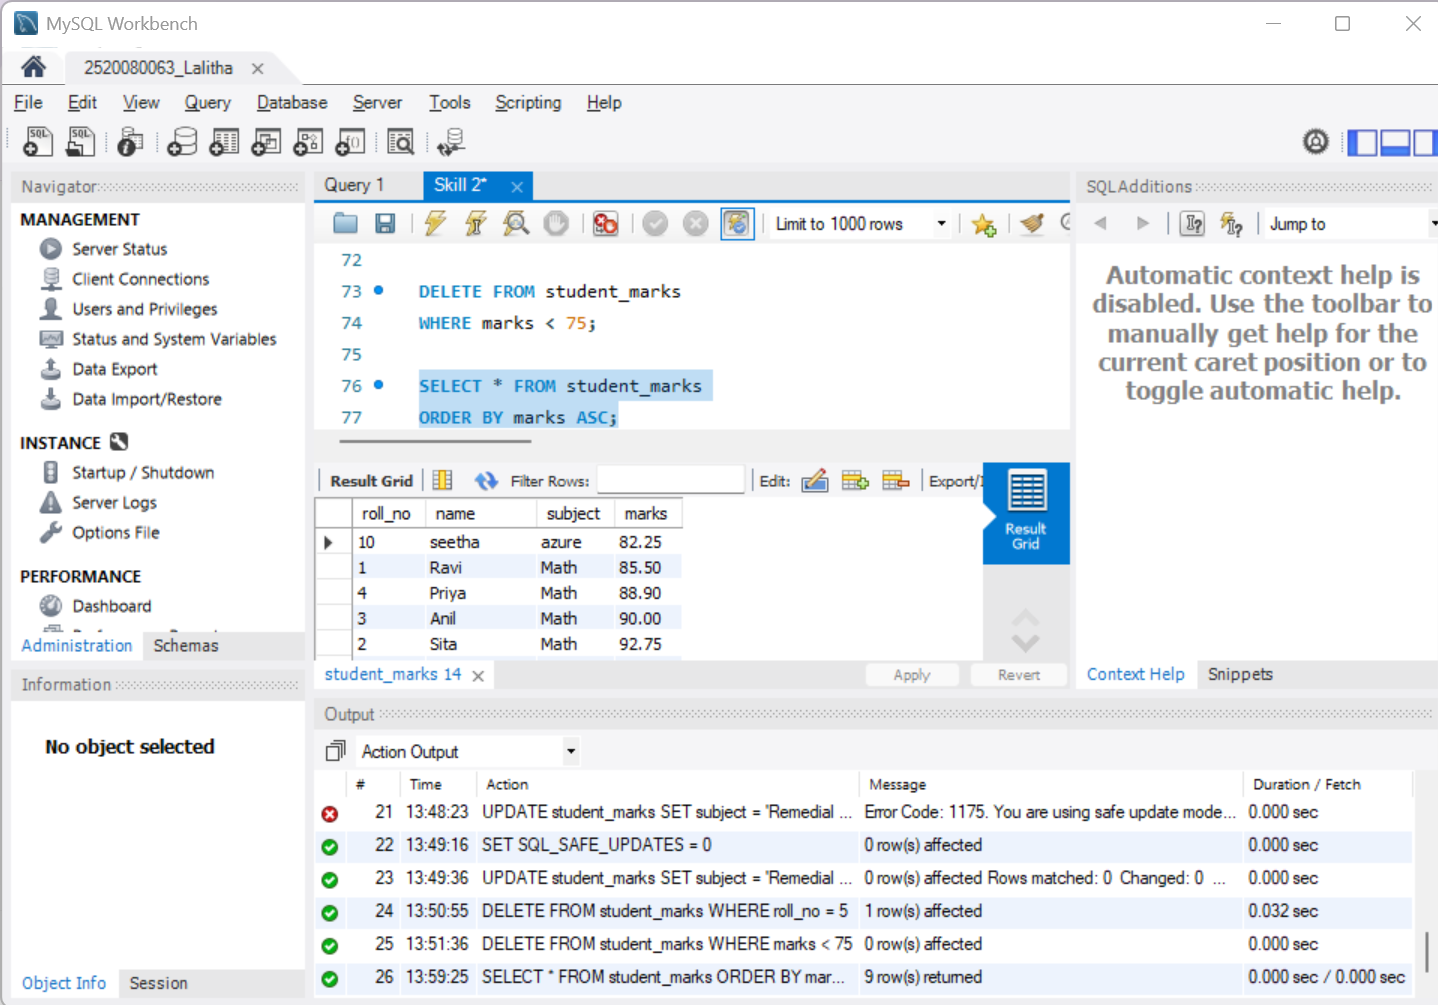 MySQL Workbench
2520080063_Lalitha
File Edit View Query Database Server Tools Scripting Help
Navigator
MANAGEMENT
Server Status
Client Connections
Users and Privileges
Status and System Variables
Data Export
Data Import/Restore
INSTANCE
Startup / Shutdown
Server Logs
Options File
PERFORMANCE
Dashboard
Administration Schemas
Information
No object selected
Object Info Session
Query 1 Skill 2*
Limit to 1000 rows
72
73 DELETE FROM student_marks
74 WHERE marks < 75;
75
76 SELECT * FROM student_marks
77 ORDER BY marks ASC;
Result Grid Filter Rows: Edit: Export/I
roll_no name subject marks
10 seetha azure 82.25
1 Ravi Math 85.50
4 Priya Math 88.90
3 Anil Math 90.00
2 Sita Math 92.75
Result
Grid
student_marks 14 Apply Revert
SQLAdditions
Jump to
Automatic context help is
disabled. Use the toolbar to
manually get help for the
current caret position or to
toggle automatic help.
Context Help Snippets
Output
Action Output
# Time Action Message Duration / Fetch
21 13:48:23 UPDATE student_marks SET subject = 'Remedial ... Error Code: 1175. You are using safe update mode... 0.000 sec
22 13:49:16 SET SQL_SAFE_UPDATES = 0 0 row(s) affected 0.000 sec
23 13:49:36 UPDATE student_marks SET subject = 'Remedial ... 0 row(s) affected Rows matched: 0 Changed: 0 ... 0.000 sec
24 13:50:55 DELETE FROM student_marks WHERE roll_no = 5 1 row(s) affected 0.032 sec
25 13:51:36 DELETE FROM student_marks WHERE marks < 75 0 row(s) affected 0.000 sec
26 13:59:25 SELECT * FROM student_marks ORDER BY mar... 9 row(s) returned 0.000 sec / 0.000 sec